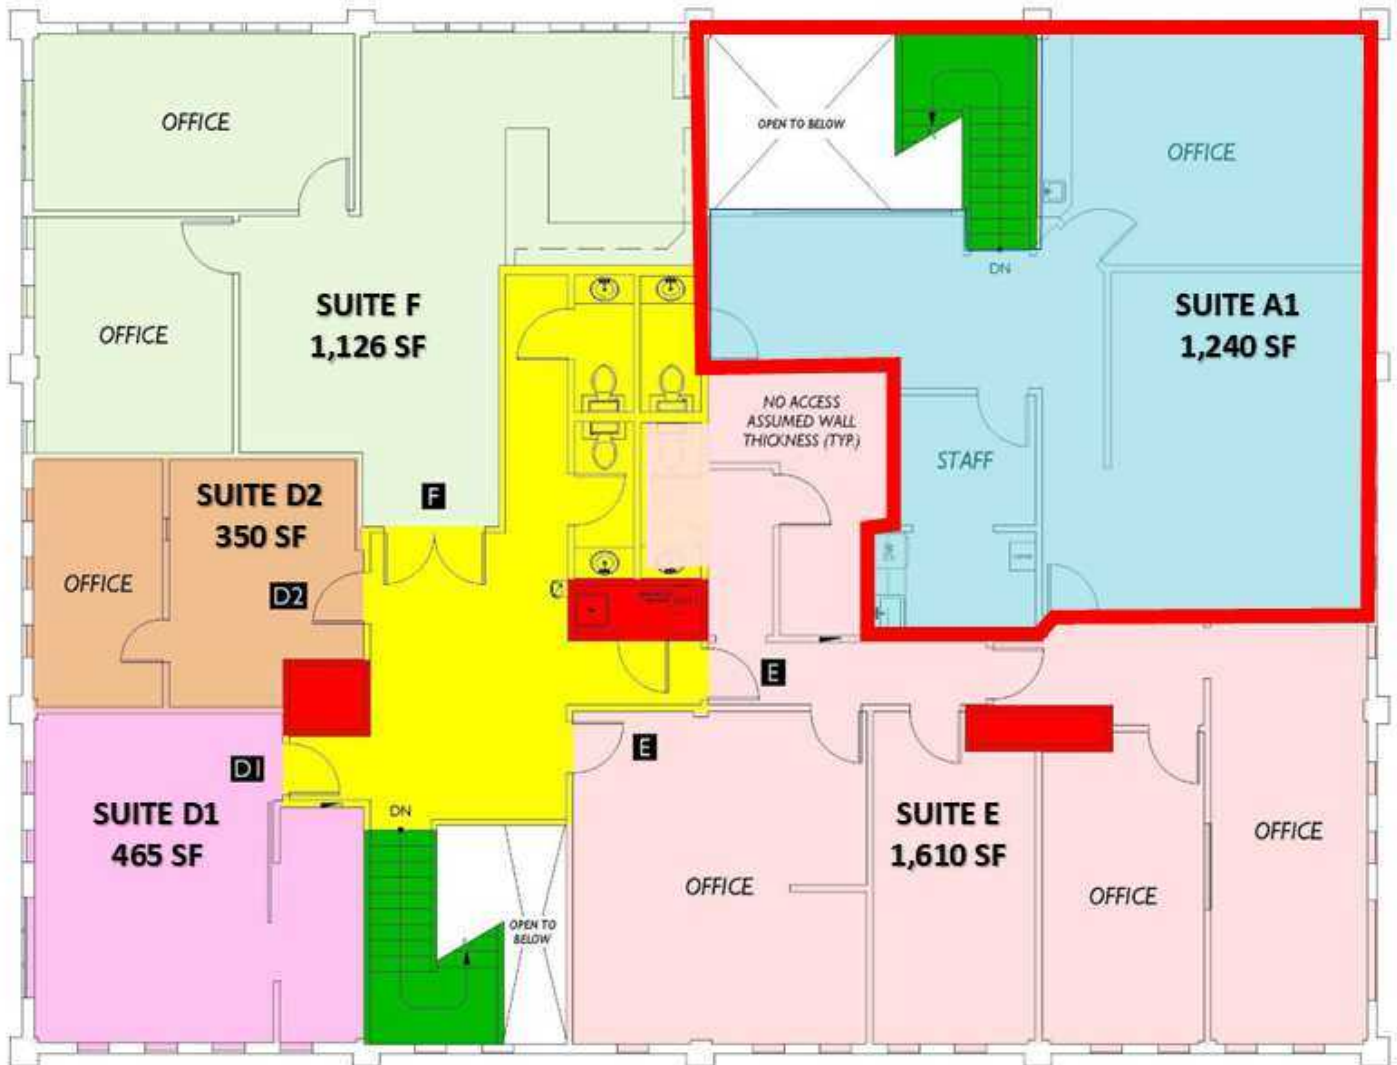 OFFICE
OPEN TO BELOW
OFFICE
DN
SUITE F
1,126 SF
OFFICE
SUITE A1
1,240 SF
NO ACCESS
ASSUMED WALL
THICKNESS (TYP.)
STAFF
SUITE D2
350 SF
F
OFFICE
D2
E
E
D1
SUITE D1
465 SF
DN
SUITE E
1,610 SF
OFFICE
OFFICE
OFFICE
OPEN TO
BELOW